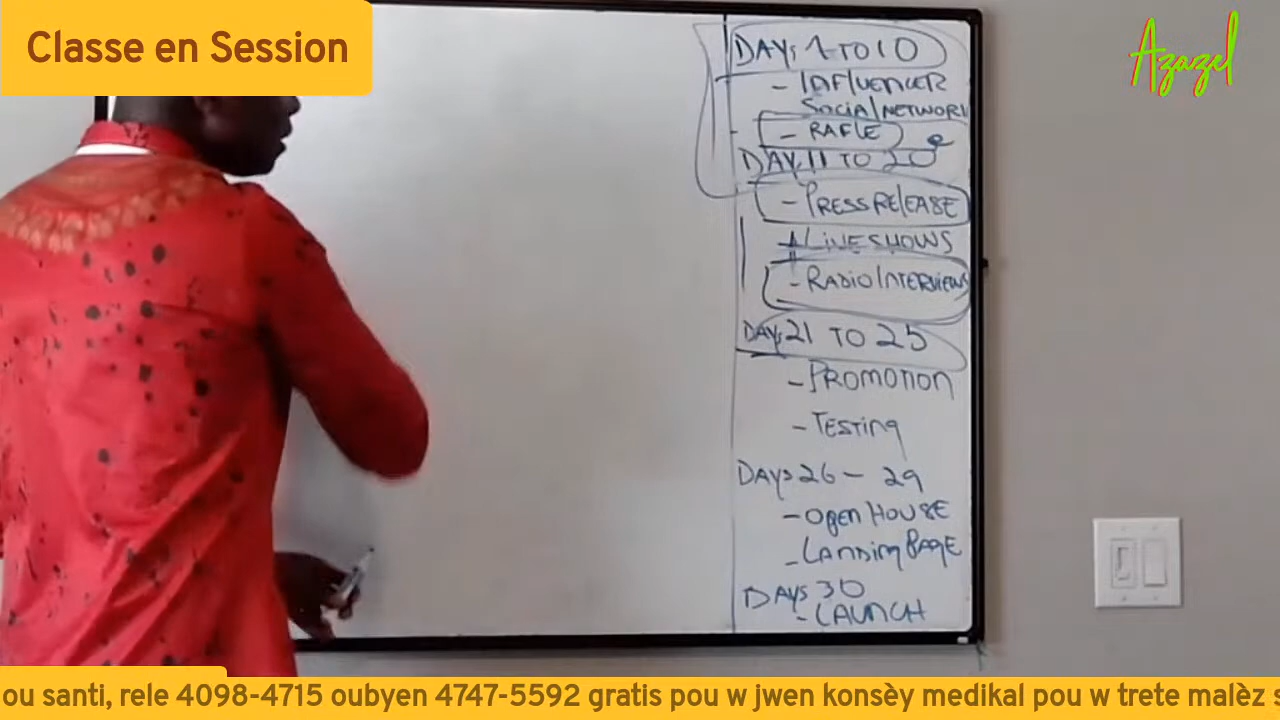 Classe en Session
Azazel
DAYS 1 TO 10
- INFLUENCER
SOCIAL NETWORK
- RAFLE
DAYS 11 TO 20
- PRESS RELEASE
LIVE SHOWS
- RADIO INTERVIEWS
DAYS 21 TO 25
- PROMOTION
- TESTING
DAYS 26 - 29
- OPEN HOUSE
- LANDING PAGE
DAYS 30
- LAUNCH
ou santi, rele 4098-4715 oubyen 4747-5592 gratis pou w jwen konsèy medikal pou w trete malèz s